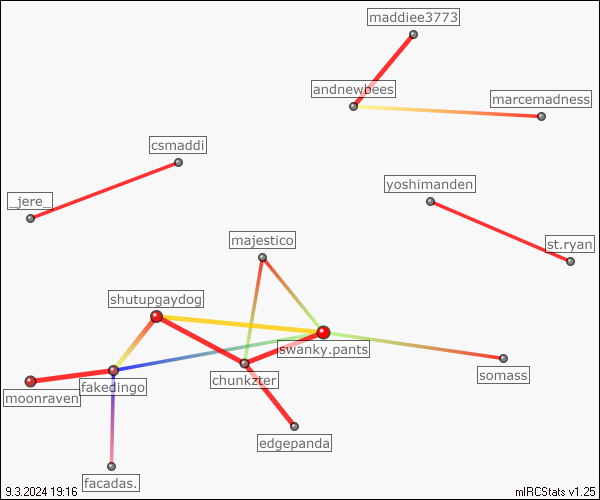 maddiee3773
andnewbees
marcemadness
csmaddi
_jere_
yoshimanden
st.ryan
majestico
shutupgaydog
swanky.pants
chunkzter
somass
fakedingo
moonraven
edgepanda
facadas.
9.3.2024 19:16
mIRCStats v1.25